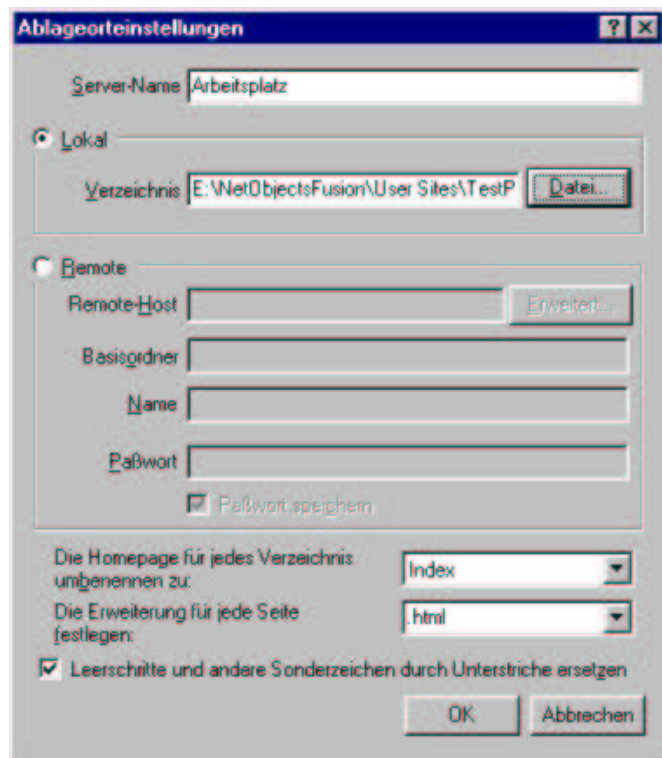 Ablageorteinstellungen
Server-Name Arbeitsplatz
Lokal
Verzeichnis E:\NetObjectsFusion\User Sites\TestP Datei...
Remote
Remote-Host Erweitert...
Basisordner
Name
Paßwort
Paßwort speichern
Die Homepage für jedes Verzeichnis
umbenennen zu: Index
Die Erweiterung für jede Seite
festlegen: .html
Leerschritte und andere Sonderzeichen durch Unterstriche ersetzen
OK Abbrechen